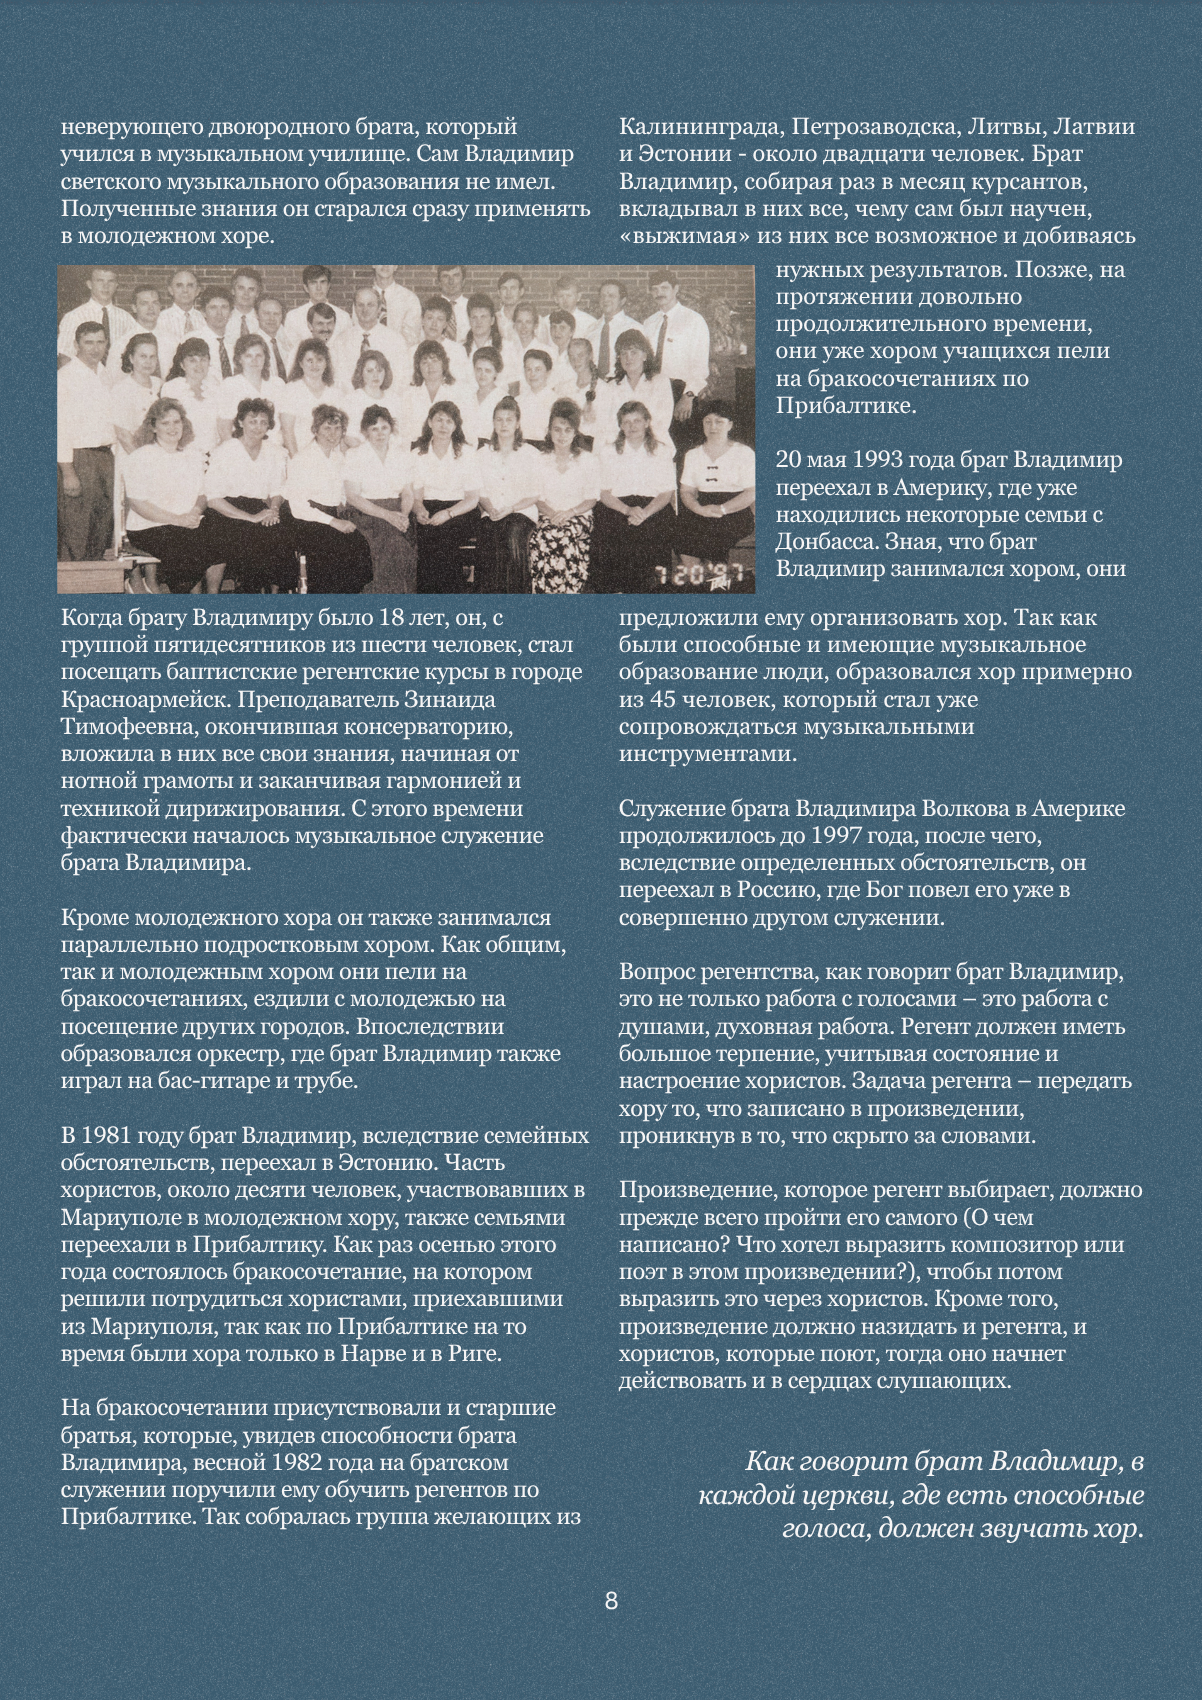 неверующего двоюродного брата, который
учился в музыкальном училище. Сам Владимир
светского музыкального образования не имел.
Полученные знания он старался сразу применять
в молодежном хоре.
7 20 '97
Когда брату Владимиру было 18 лет, он, с
группой пятидесятников из шести человек, стал
посещать баптистские регентские курсы в городе
Красноармейск. Преподаватель Зинаида
Тимофеевна, окончившая консерваторию,
вложила в них все свои знания, начиная от
нотной грамоты и заканчивая гармонией и
техникой дирижирования. С этого времени
фактически началось музыкальное служение
брата Владимира.
Кроме молодежного хора он также занимался
параллельно подростковым хором. Как общим,
так и молодежным хором они пели на
бракосочетаниях, ездили с молодежью на
посещение других городов. Впоследствии
образовался оркестр, где брат Владимир также
играл на бас-гитаре и трубе.
В 1981 году брат Владимир, вследствие семейных
обстоятельств, переехал в Эстонию. Часть
хористов, около десяти человек, участвовавших в
Мариуполе в молодежном хору, также семьями
переехали в Прибалтику. Как раз осенью этого
года состоялось бракосочетание, на котором
решили потрудиться хористами, приехавшими
из Мариуполя, так как по Прибалтике на то
время были хора только в Нарве и в Риге.
На бракосочетании присутствовали и старшие
братья, которые, увидев способности брата
Владимира, весной 1982 года на братском
служении поручили ему обучить регентов по
Прибалтике. Так собралась группа желающих из
Калининграда, Петрозаводска, Литвы, Латвии
и Эстонии - около двадцати человек. Брат
Владимир, собирая раз в месяц курсантов,
вкладывал в них все, чему сам был научен,
«выжимая» из них все возможное и добиваясь
нужных результатов. Позже, на
протяжении довольно
продолжительного времени,
они уже хором учащихся пели
на бракосочетаниях по
Прибалтике.
20 мая 1993 года брат Владимир
переехал в Америку, где уже
находились некоторые семьи с
Донбасса. Зная, что брат
Владимир занимался хором, они
предложили ему организовать хор. Так как
были способные и имеющие музыкальное
образование люди, образовался хор примерно
из 45 человек, который стал уже
сопровождаться музыкальными
инструментами.
Служение брата Владимира Волкова в Америке
продолжилось до 1997 года, после чего,
вследствие определенных обстоятельств, он
переехал в Россию, где Бог повел его уже в
совершенно другом служении.
Вопрос регентства, как говорит брат Владимир,
это не только работа с голосами – это работа с
душами, духовная работа. Регент должен иметь
большое терпение, учитывая состояние и
настроение хористов. Задача регента – передать
хору то, что записано в произведении,
проникнув в то, что скрыто за словами.
Произведение, которое регент выбирает, должно
прежде всего пройти его самого (О чем
написано? Что хотел выразить композитор или
поэт в этом произведении?), чтобы потом
выразить это через хористов. Кроме того,
произведение должно назидать и регента, и
хористов, которые поют, тогда оно начнет
действовать и в сердцах слушающих.
Как говорит брат Владимир, в
каждой церкви, где есть способные
голоса, должен звучать хор.
8